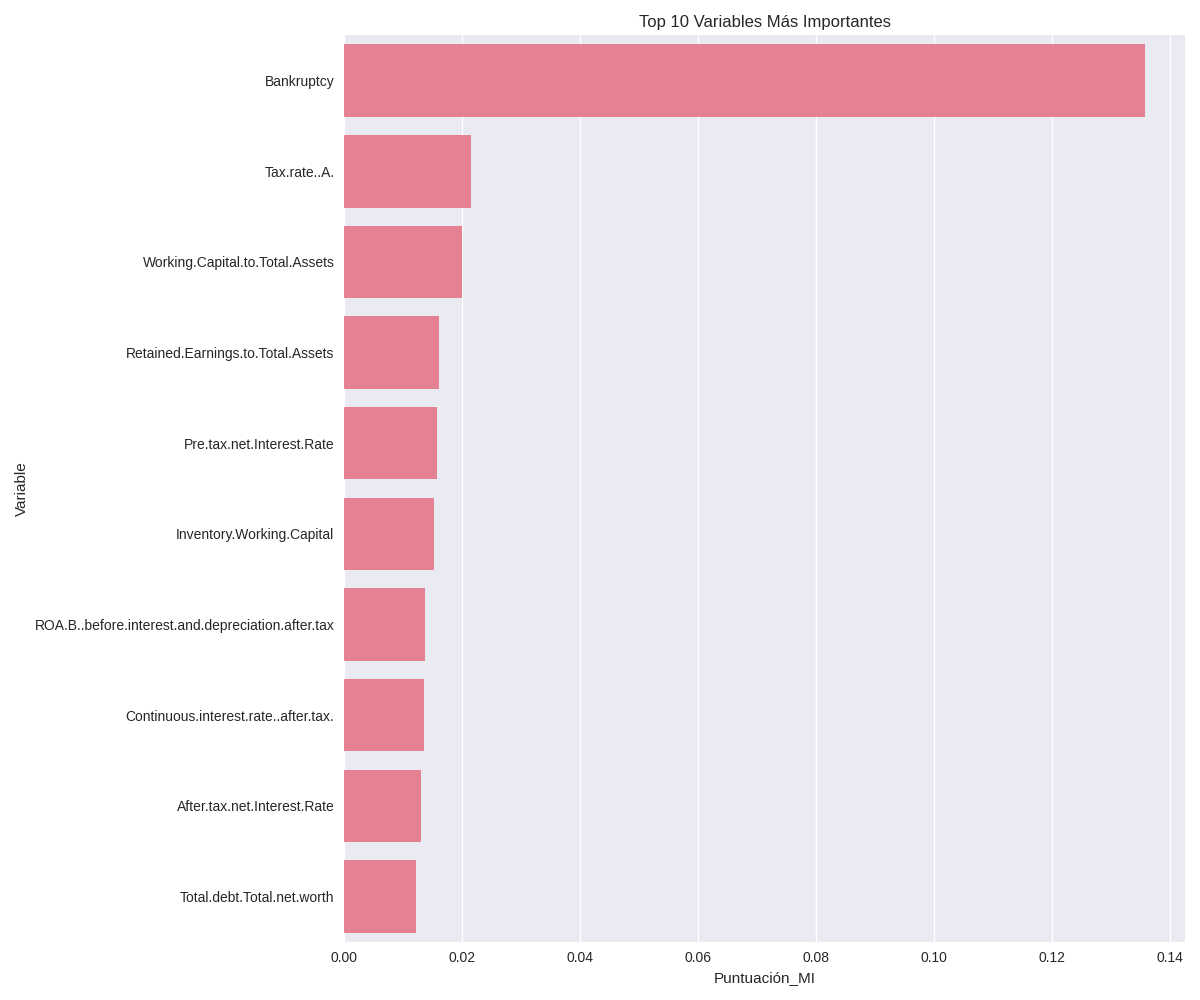 Top 10 Variables Más Importantes
Variable
Bankruptcy
Tax.rate..A.
Working.Capital.to.Total.Assets
Retained.Earnings.to.Total.Assets
Pre.tax.net.Interest.Rate
Inventory.Working.Capital
ROA.B..before.interest.and.depreciation.after.tax
Continuous.interest.rate..after.tax.
After.tax.net.Interest.Rate
Total.debt.Total.net.worth
0.00 0.02 0.04 0.06 0.08 0.10 0.12 0.14
Puntuación_MI